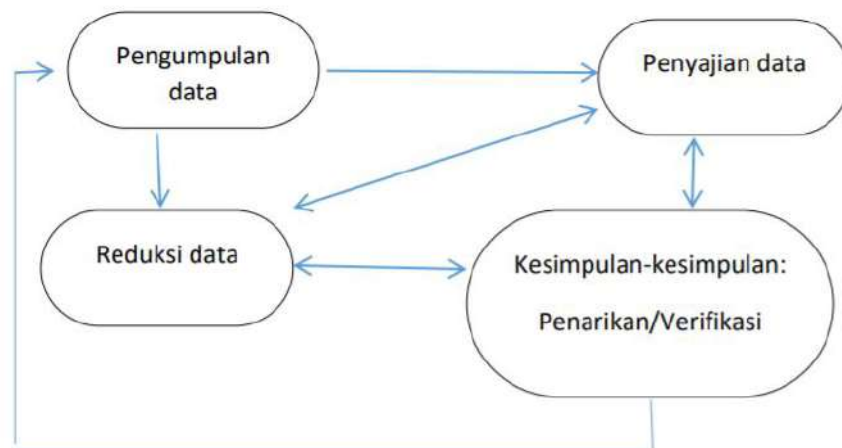 Pengumpulan
data
Penyajian data
Reduksi data
Kesimpulan-kesimpulan:
Penarikan/Verifikasi